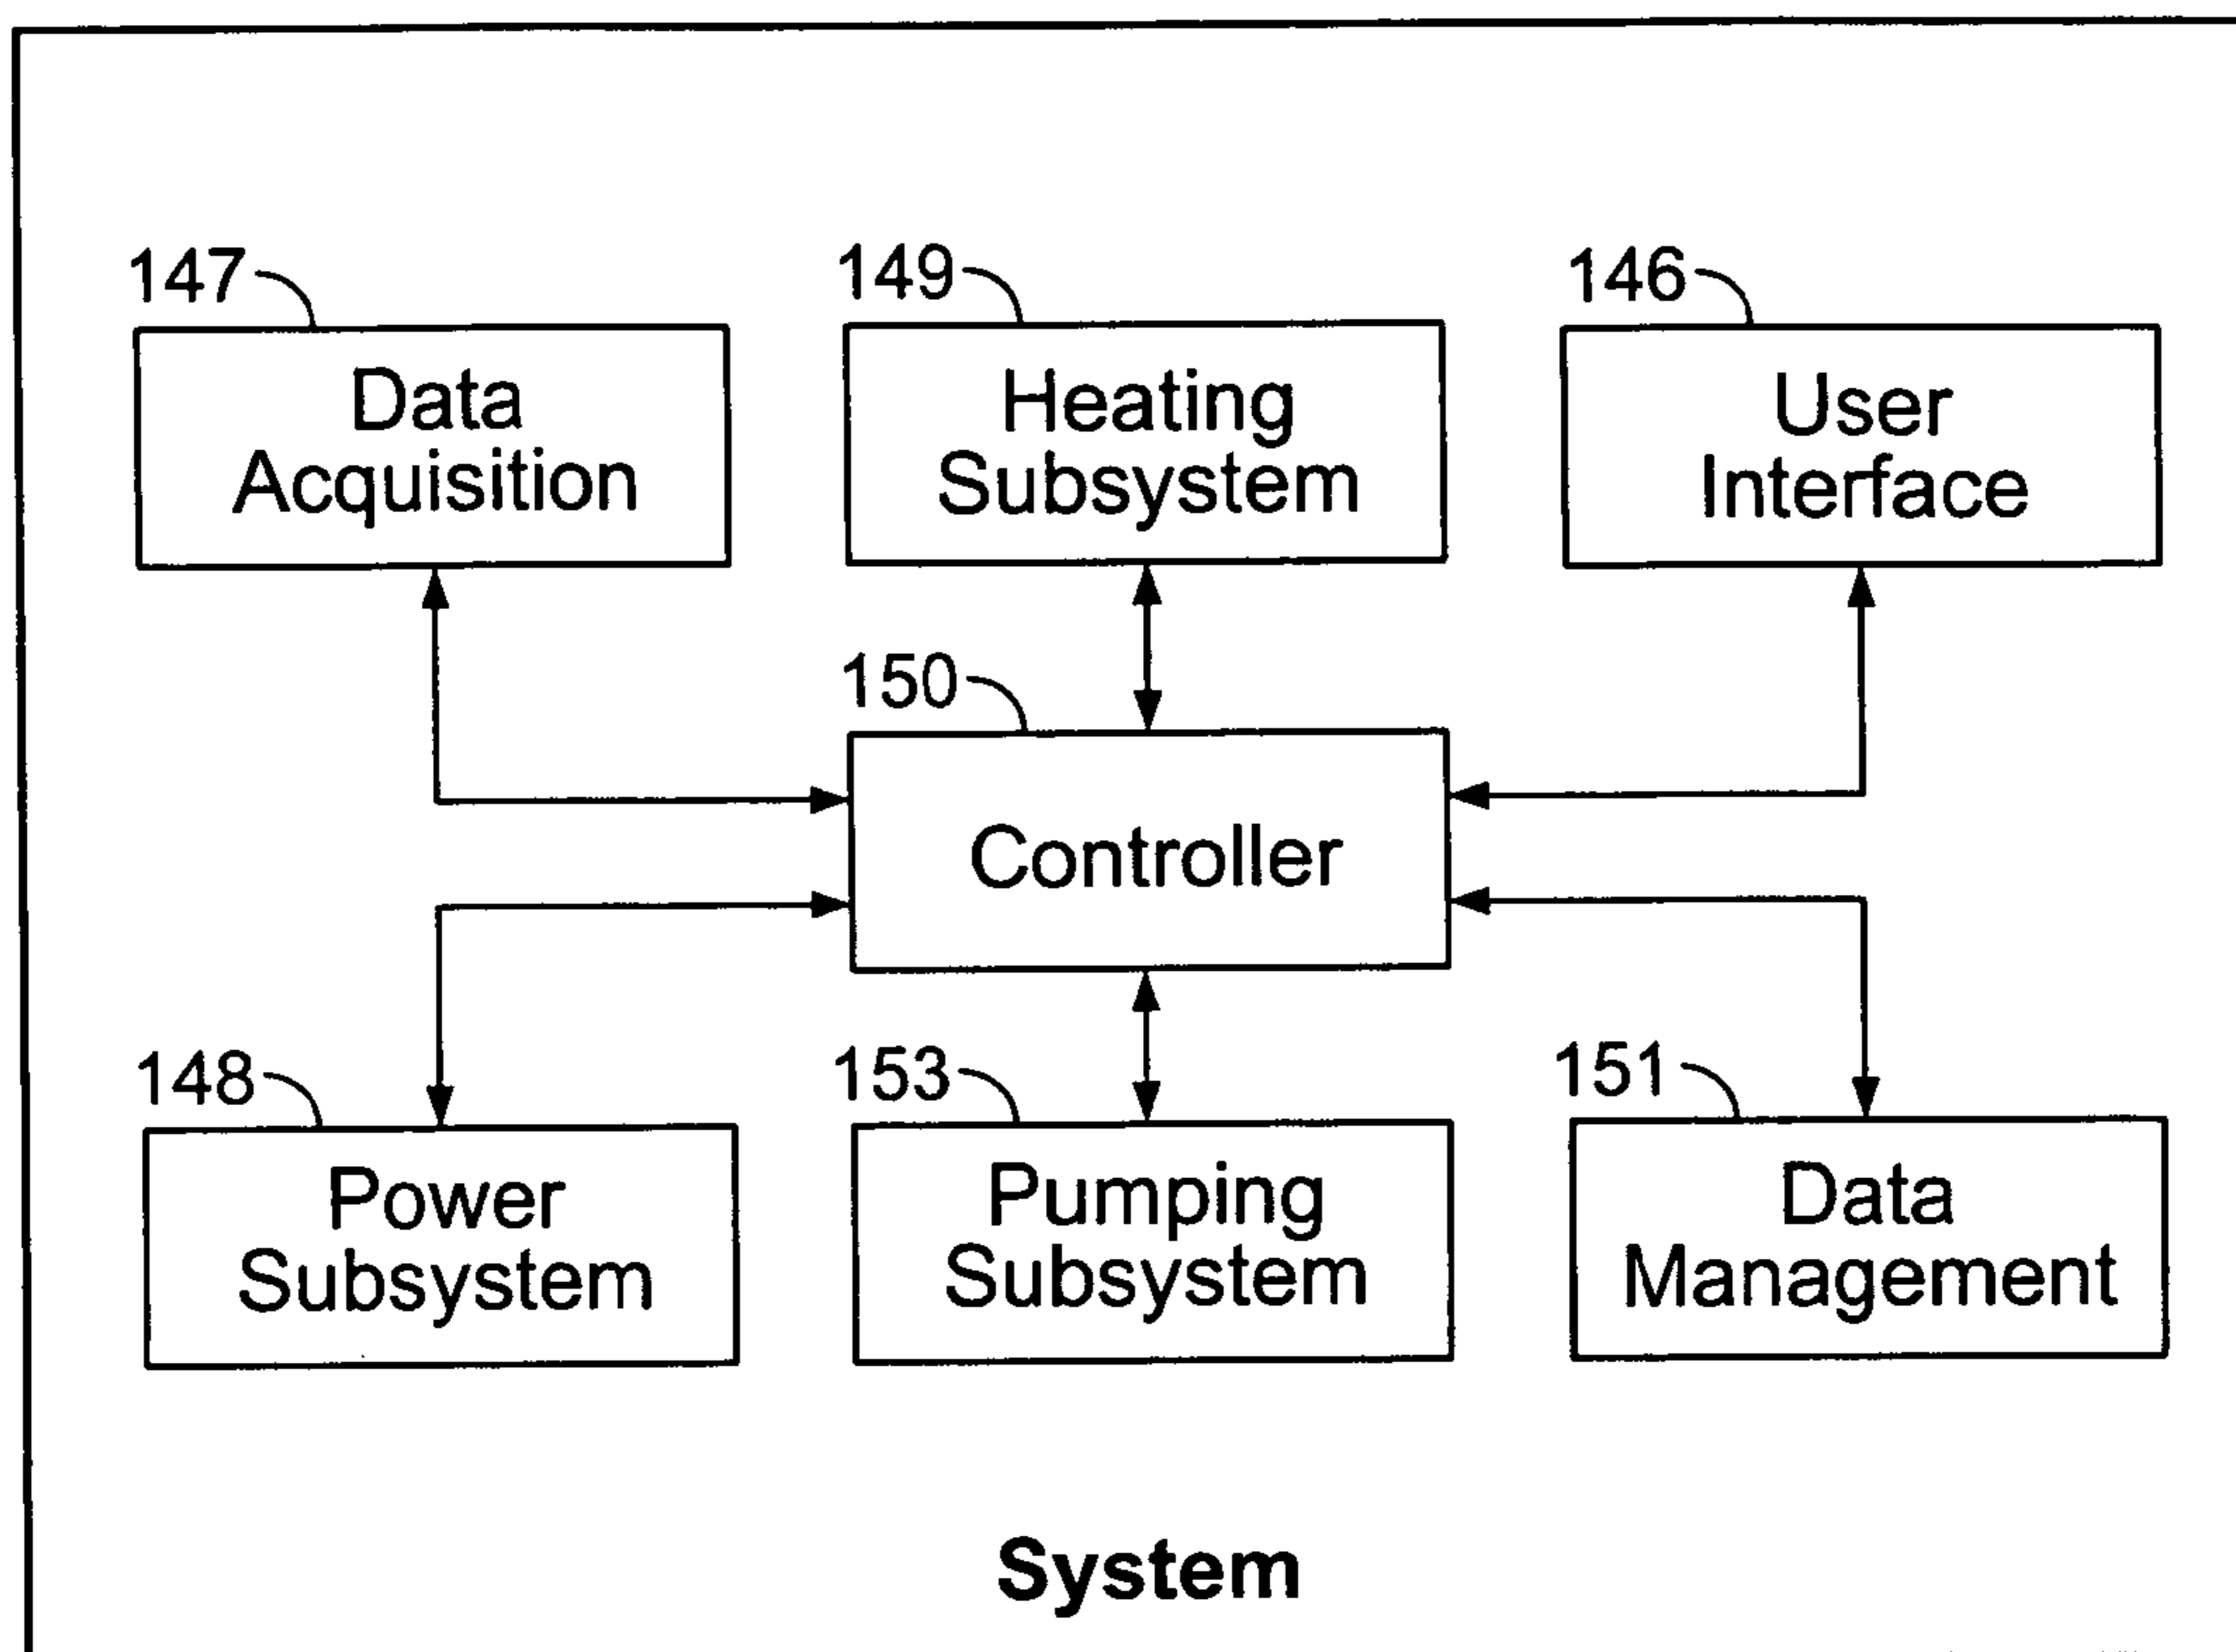 147
149
146
Data
Acquisition
Heating
Subsystem
User
Interface
150
Controller
148
153
151
Power
Subsystem
Pumping
Subsystem
Data
Management
System